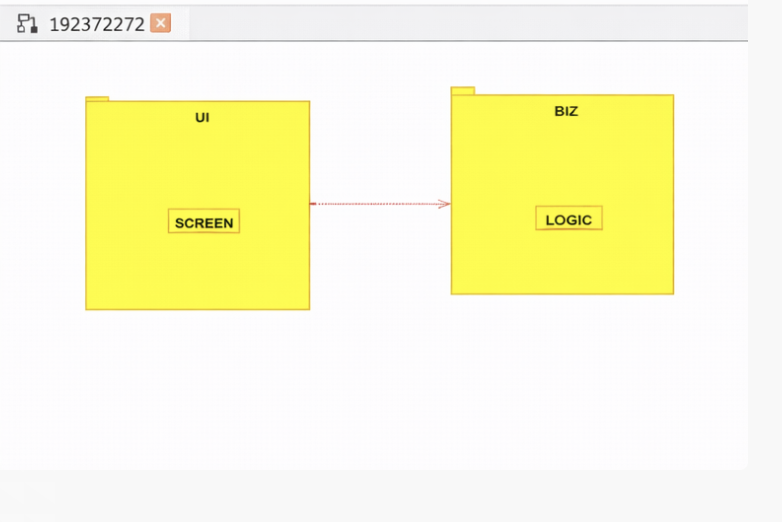 192372272
UI
BIZ
SCREEN
LOGIC